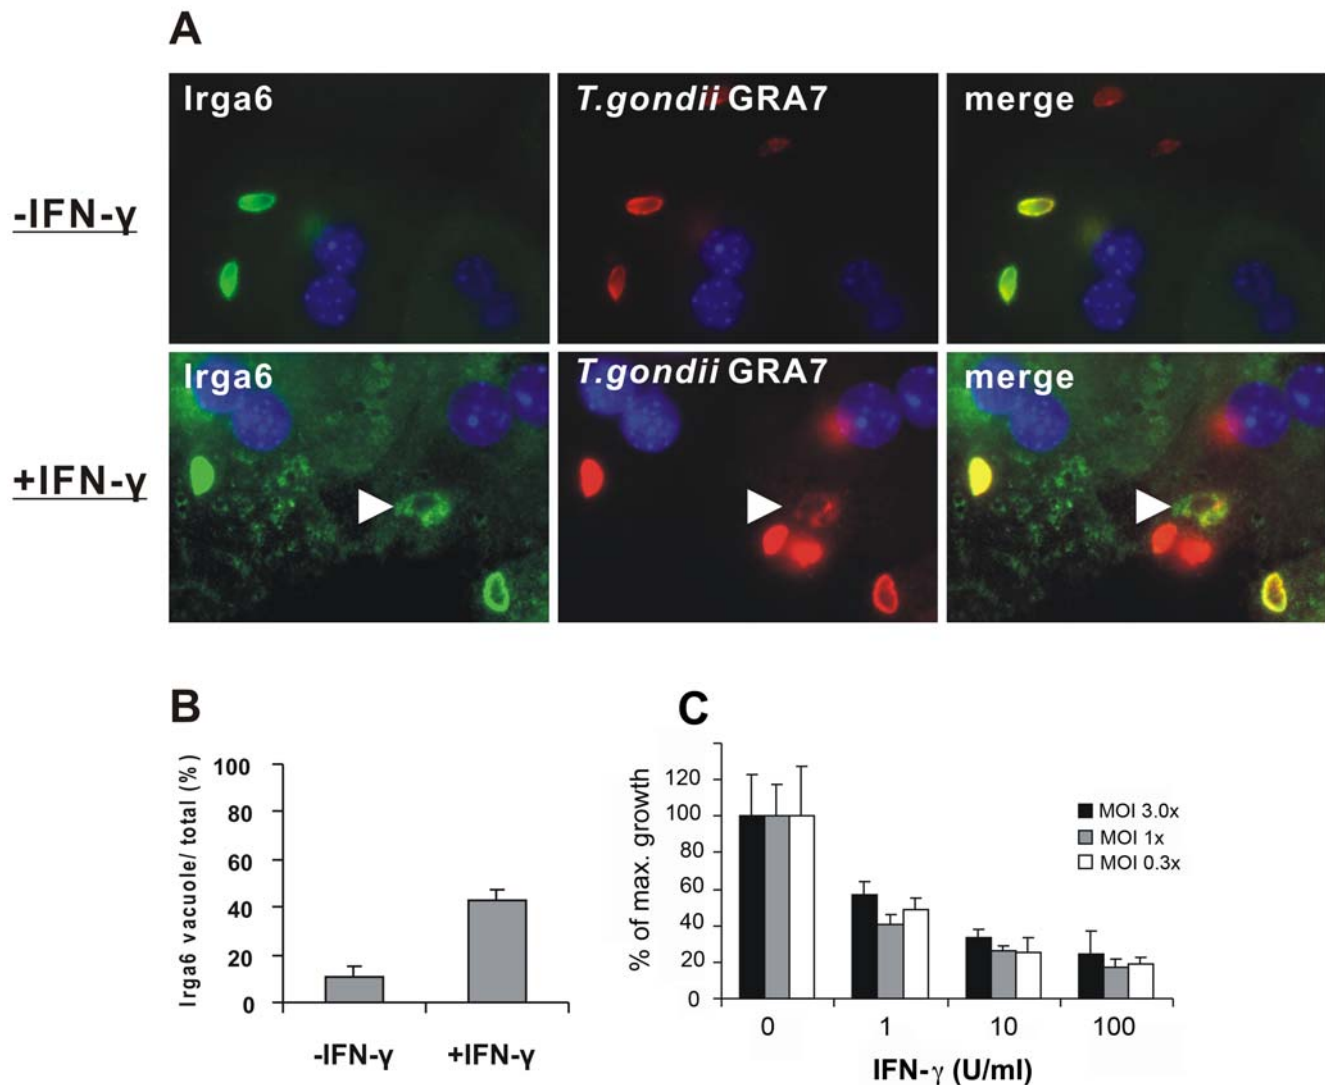 A
Irga6
T.gondii GRA7
merge
-IFN-γ
Irga6
T.gondii GRA7
merge
+IFN-γ
B
Irga6 vacuole/ total (%)
100
80
60
40
20
0
-IFN-γ
+IFN-γ
C
% of max. growth
120
100
80
60
40
20
0
MOI 3.0x
MOI 1x
MOI 0.3x
0
1
10
100
IFN-γ (U/ml)